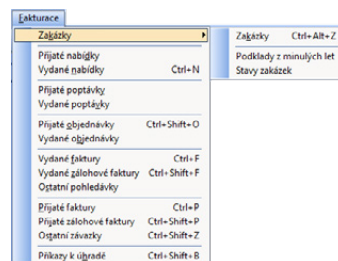 Fakturace
Zakázky
Přijaté nabídky
Vydané nabídky Ctrl+N
Přijaté poptávky
Vydané poptávky
Přijaté objednávky Ctrl+Shift+O
Vydané objednávky
Vydané faktury Ctrl+F
Vydané zálohové faktury Ctrl+Shift+F
Ostatní pohledávky
Přijaté faktury Ctrl+P
Přijaté zálohové faktury Ctrl+Shift+P
Ostatní závazky Ctrl+Shift+Z
Příkazy k úhradě Ctrl+Shift+B
Zakázky Ctrl+Alt+Z
Podklady z minulých let
Stavy zakázek